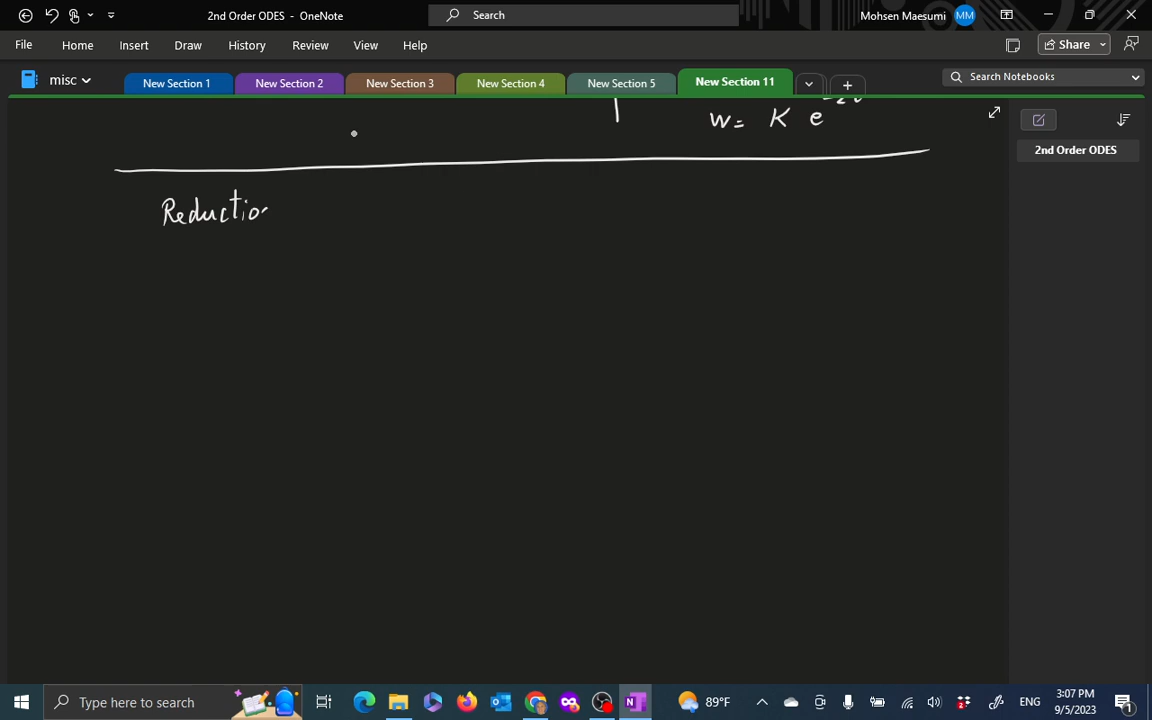 2nd Order ODES - OneNote
Search
Mohsen Maesumi
MM
File Home Insert Draw History Review View Help
Share
misc
New Section 1
New Section 2
New Section 3
New Section 4
New Section 5
New Section 11
+
Search Notebooks
2nd Order ODES
w= K e
Reductio
Type here to search
89°F
ENG
3:07 PM
9/5/2023
1